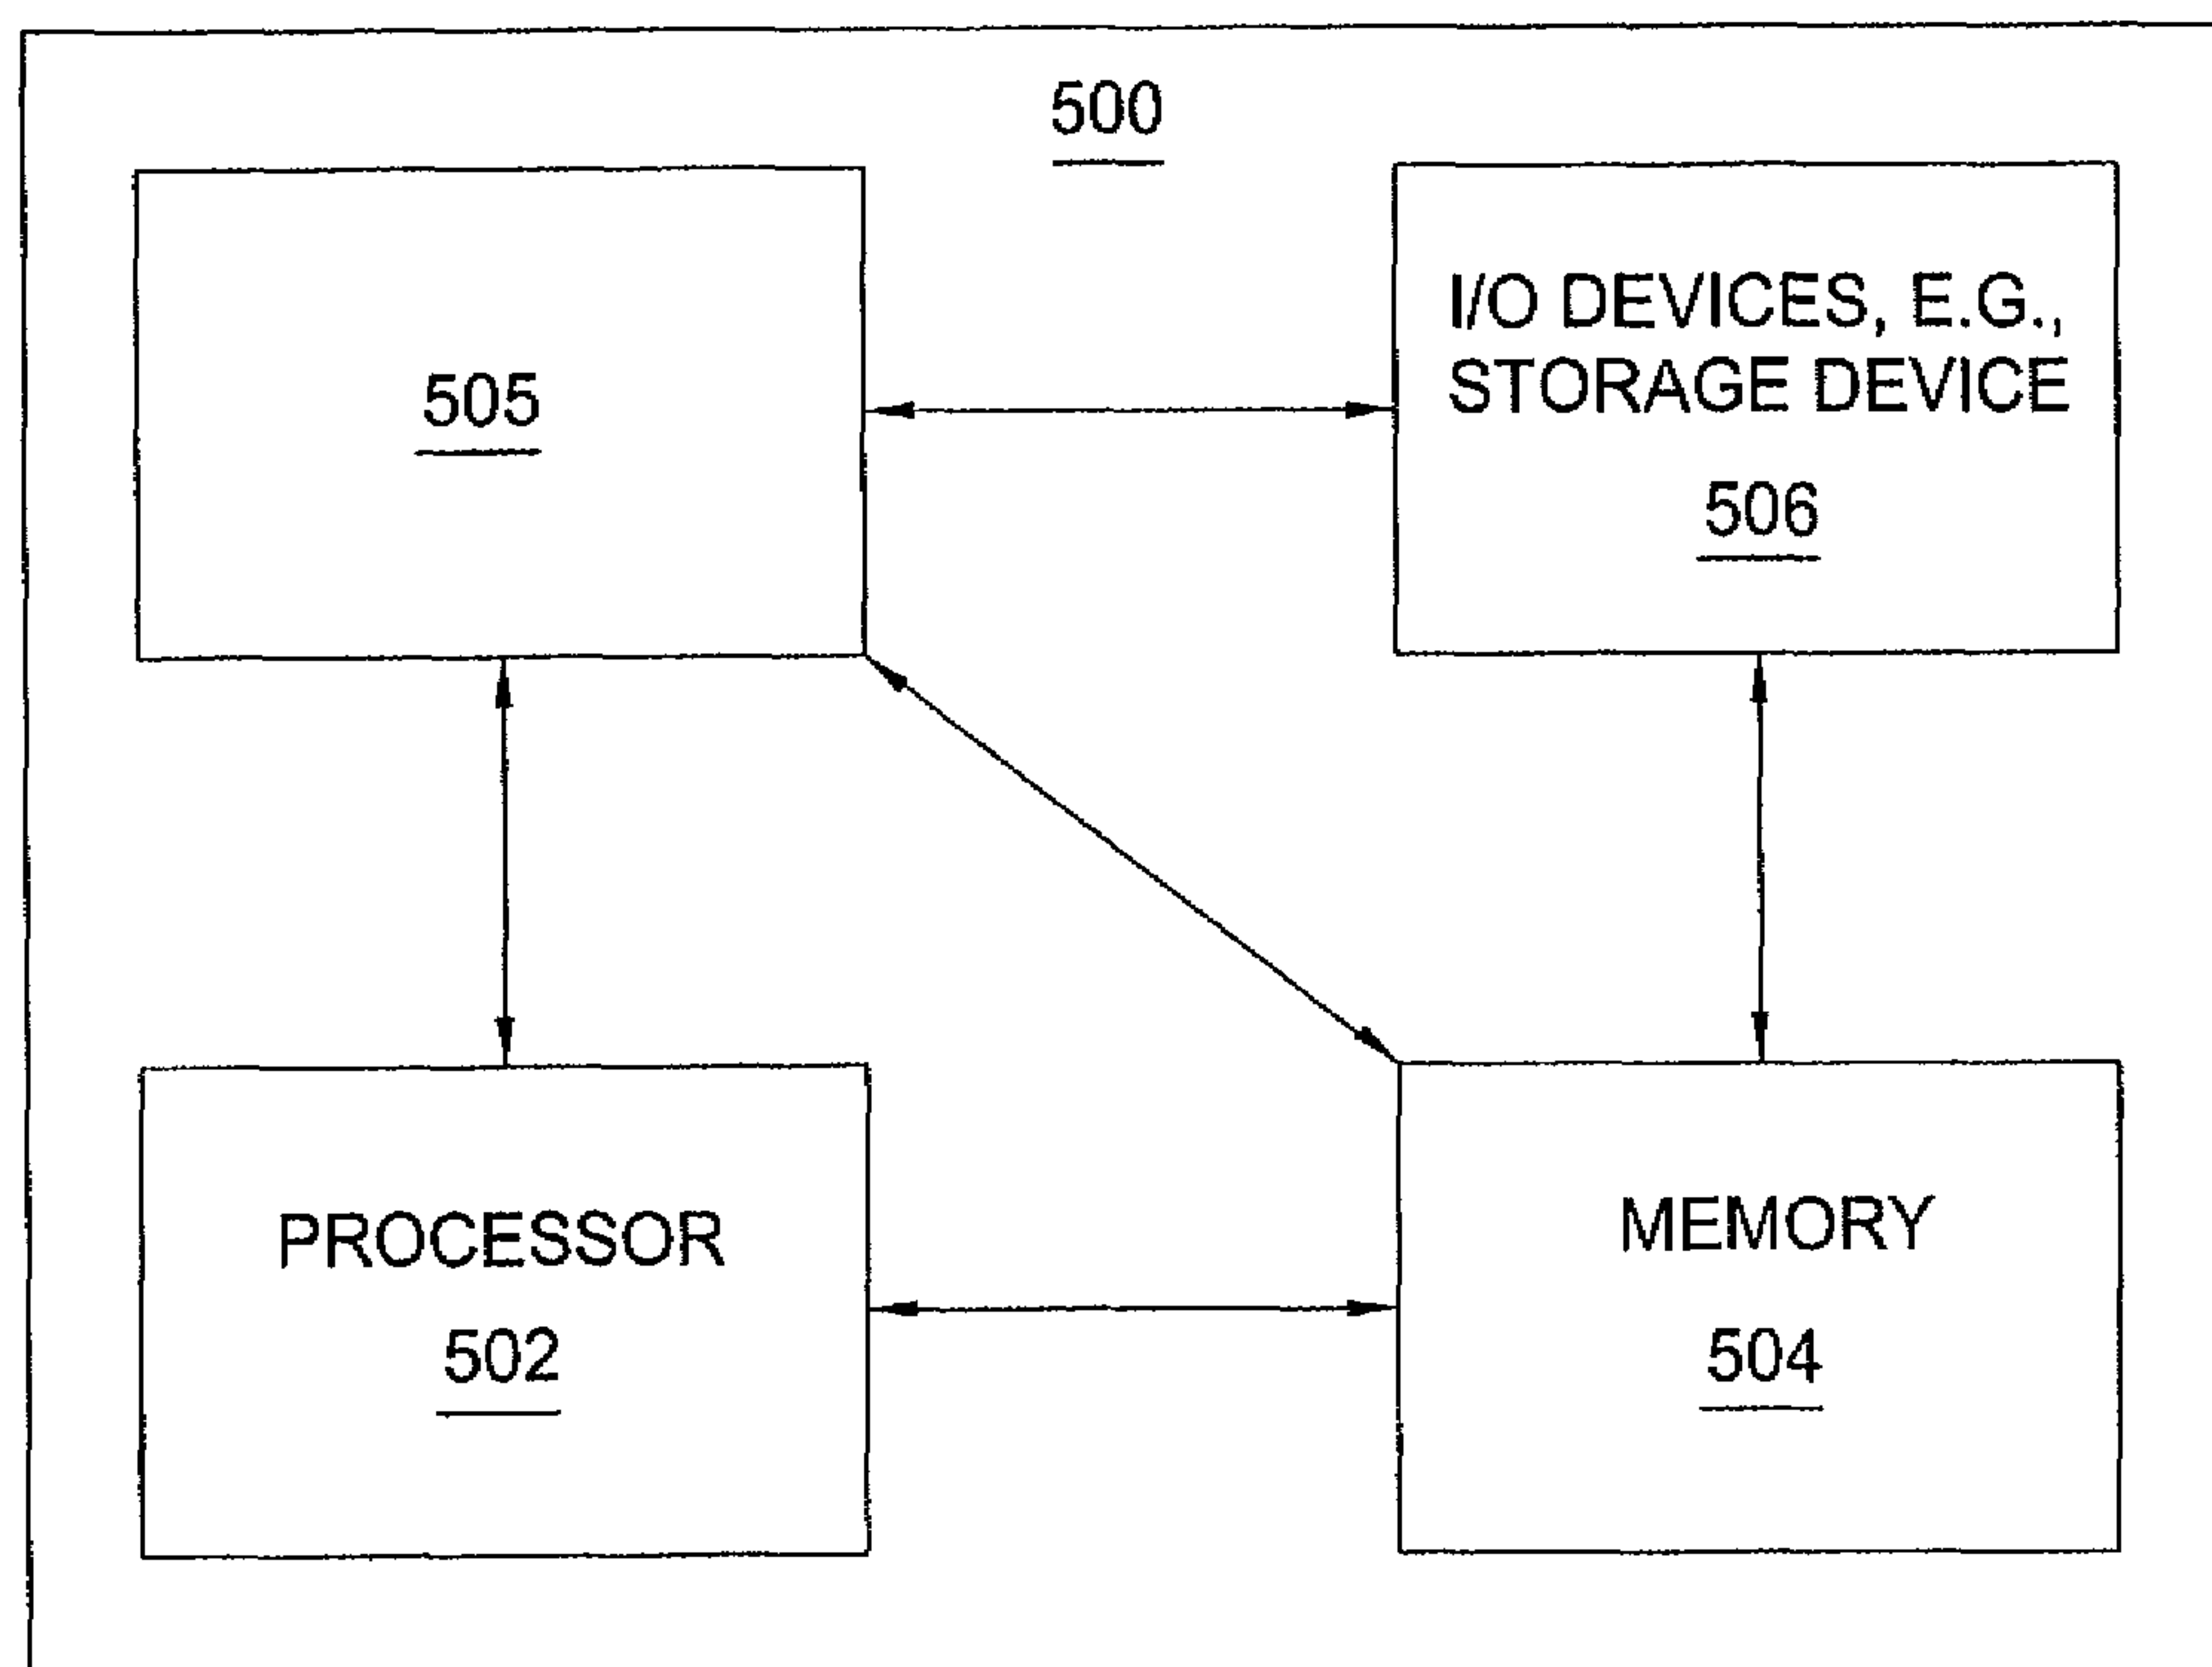 500
505
I/O DEVICES, E.G.,
STORAGE DEVICE
506
PROCESSOR
502
MEMORY
504